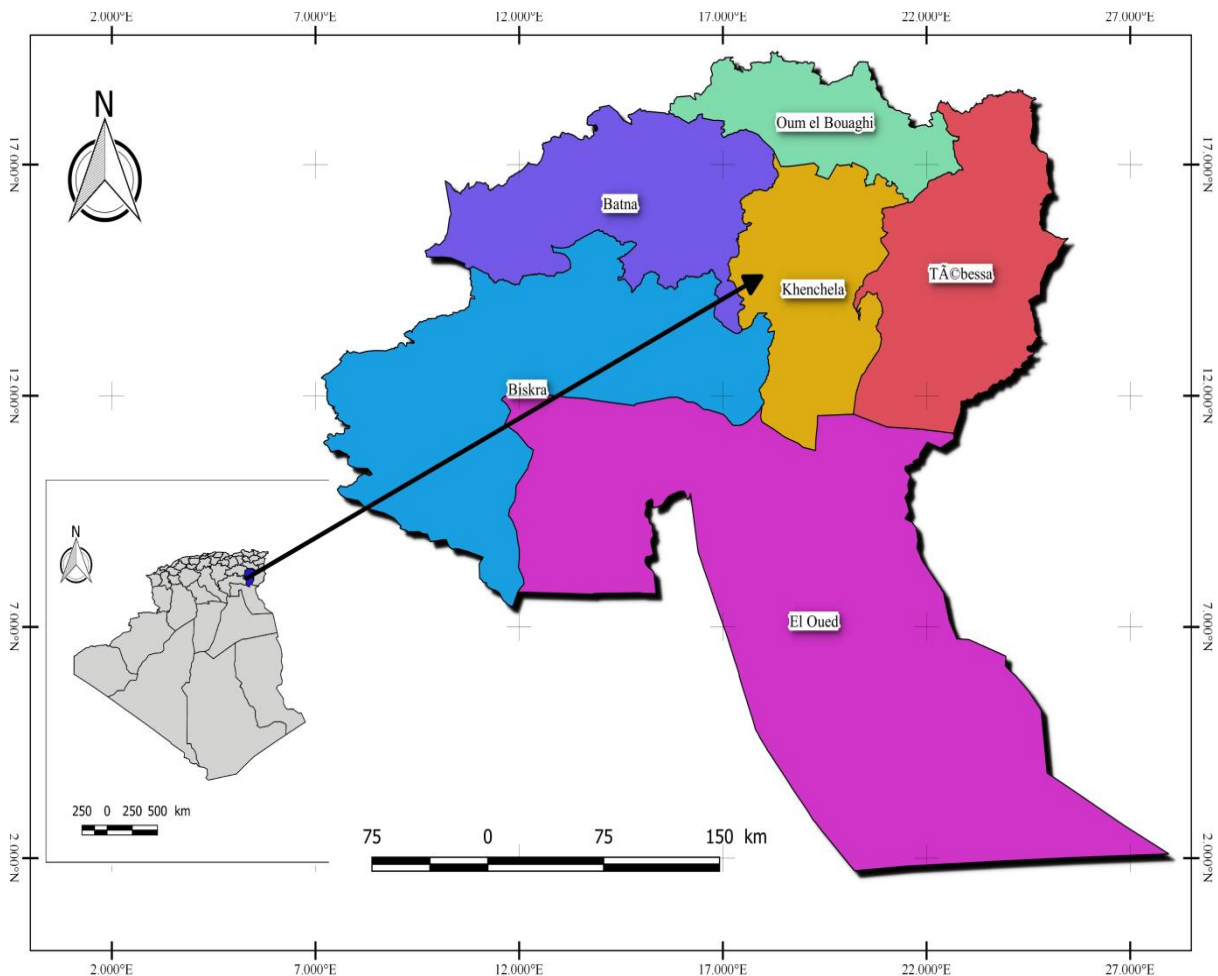 2.000°E 7.000°E 12.000°E 17.000°E 22.000°E 27.000°E
N
Oum el Bouaghi
17.000°N 17.000°N
Batna
TÃ©bessa
Khenchela
Biskra
12.000°N 12.000°N
N
7.000°N 7.000°N
El Oued
250 0 250 500 km
75 0 75 150 km
2.000°N 2.000°N
2.000°E 7.000°E 12.000°E 17.000°E 22.000°E 27.000°E